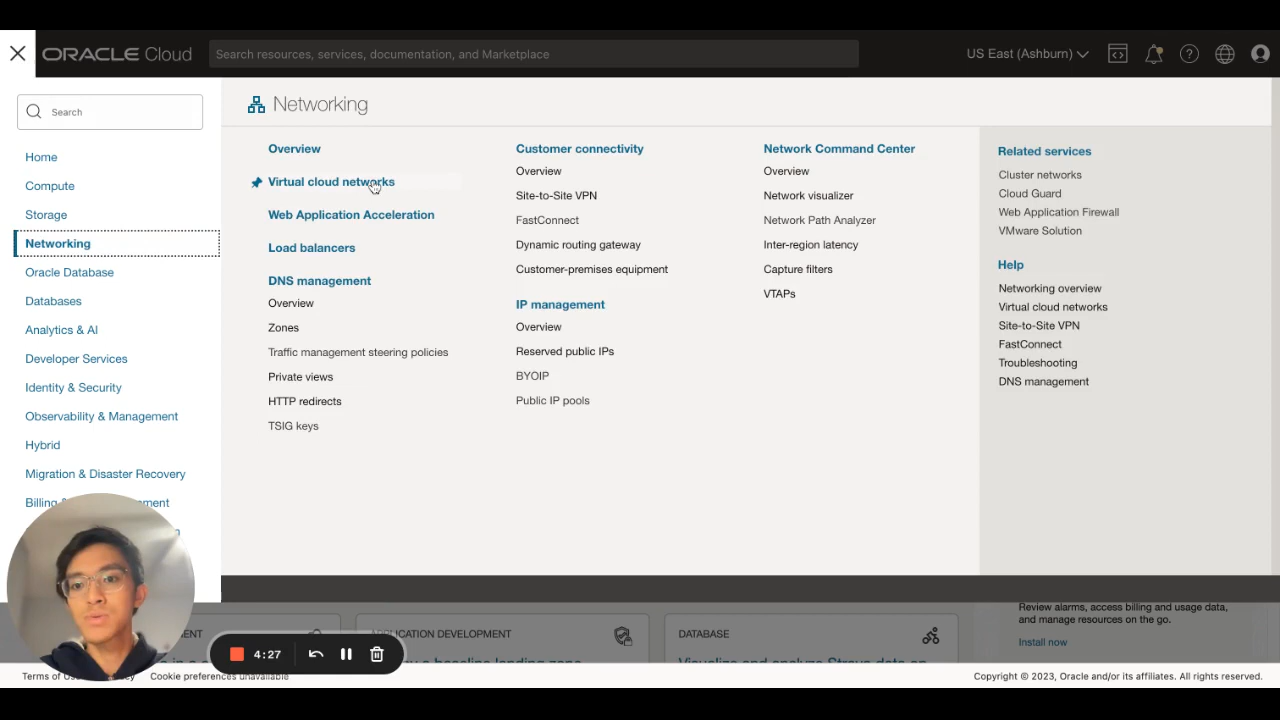 ORACLE Cloud
Search resources, services, documentation, and Marketplace
US East (Ashburn)
Search
Home
Compute
Storage
Networking
Oracle Database
Databases
Analytics & AI
Developer Services
Identity & Security
Observability & Management
Hybrid
Migration & Disaster Recovery
Networking
Overview
Virtual cloud networks
Web Application Acceleration
Load balancers
DNS management
Overview
Zones
Traffic management steering policies
Private views
HTTP redirects
TSIG keys
Customer connectivity
Overview
Site-to-Site VPN
FastConnect
Dynamic routing gateway
Customer-premises equipment
IP management
Overview
Reserved public IPs
BYOIP
Public IP pools
Network Command Center
Overview
Network visualizer
Network Path Analyzer
Inter-region latency
Capture filters
VTAPs
Related services
Cluster networks
Cloud Guard
Web Application Firewall
VMware Solution
Help
Networking overview
Virtual cloud networks
Site-to-Site VPN
FastConnect
Troubleshooting
DNS management
Review alarms, access billing and usage data,
and manage resources on the go.
Install now
APPLICATION DEVELOPMENT
DATABASE
4:27
Terms of
Cookie preferences unavailable
Copyright © 2023, Oracle and/or its affiliates. All rights reserved.